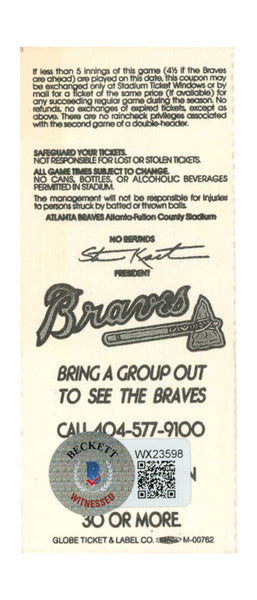 If less than 5 innings of this game (4½ if the Braves
are ahead) are played on this date, this coupon may
be exchanged only at Stadium Ticket Windows or by
mail for a ticket of the same price (if available) for
any succeeding regular game during the season. No
refunds, no exchanges of expired tickets, except as
above. There are no raincheck privileges associated
with the second game of a double-header.
SAFEGUARD YOUR TICKETS.
NOT RESPONSIBLE FOR LOST OR STOLEN TICKETS.
ALL GAME TIMES SUBJECT TO CHANGE.
NO CANS, BOTTLES, OR ALCOHOLIC BEVERAGES
PERMITTED IN STADIUM.
The management will not be responsible for injuries
to persons struck by batted or thrown balls.
ATLANTA BRAVES Atlanta-Fulton County Stadium
NO REFUNDS
PRESIDENT
Braves
BRING A GROUP OUT
TO SEE THE BRAVES
CALL 404-577-9100
BECKETT
B
WITNESSED
WX23598
30 OR MORE.
GLOBE TICKET & LABEL CO. M-00762